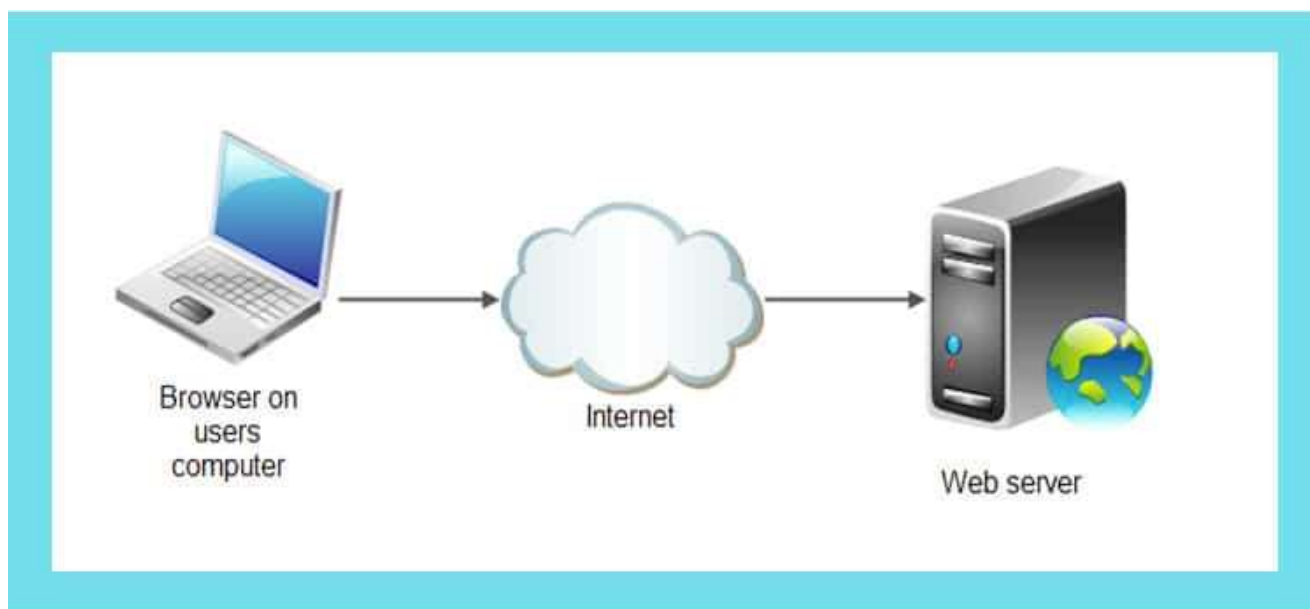 Browser on
users
computer
Internet
Web server